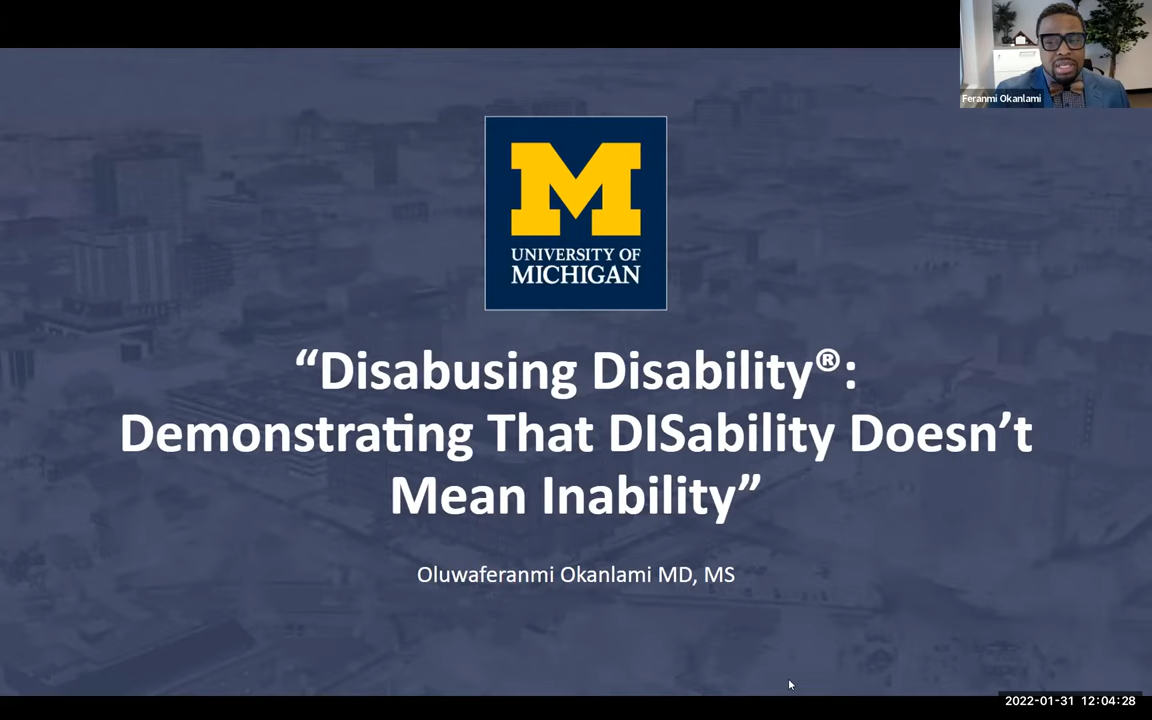 Feranmi Okanlami
M
UNIVERSITY OF
MICHIGAN
“Disabusing Disability®:
Demonstrating That DISability Doesn’t
Mean Inability”
Oluwaferanmi Okanlami MD, MS
2022-01-31 12:04:28